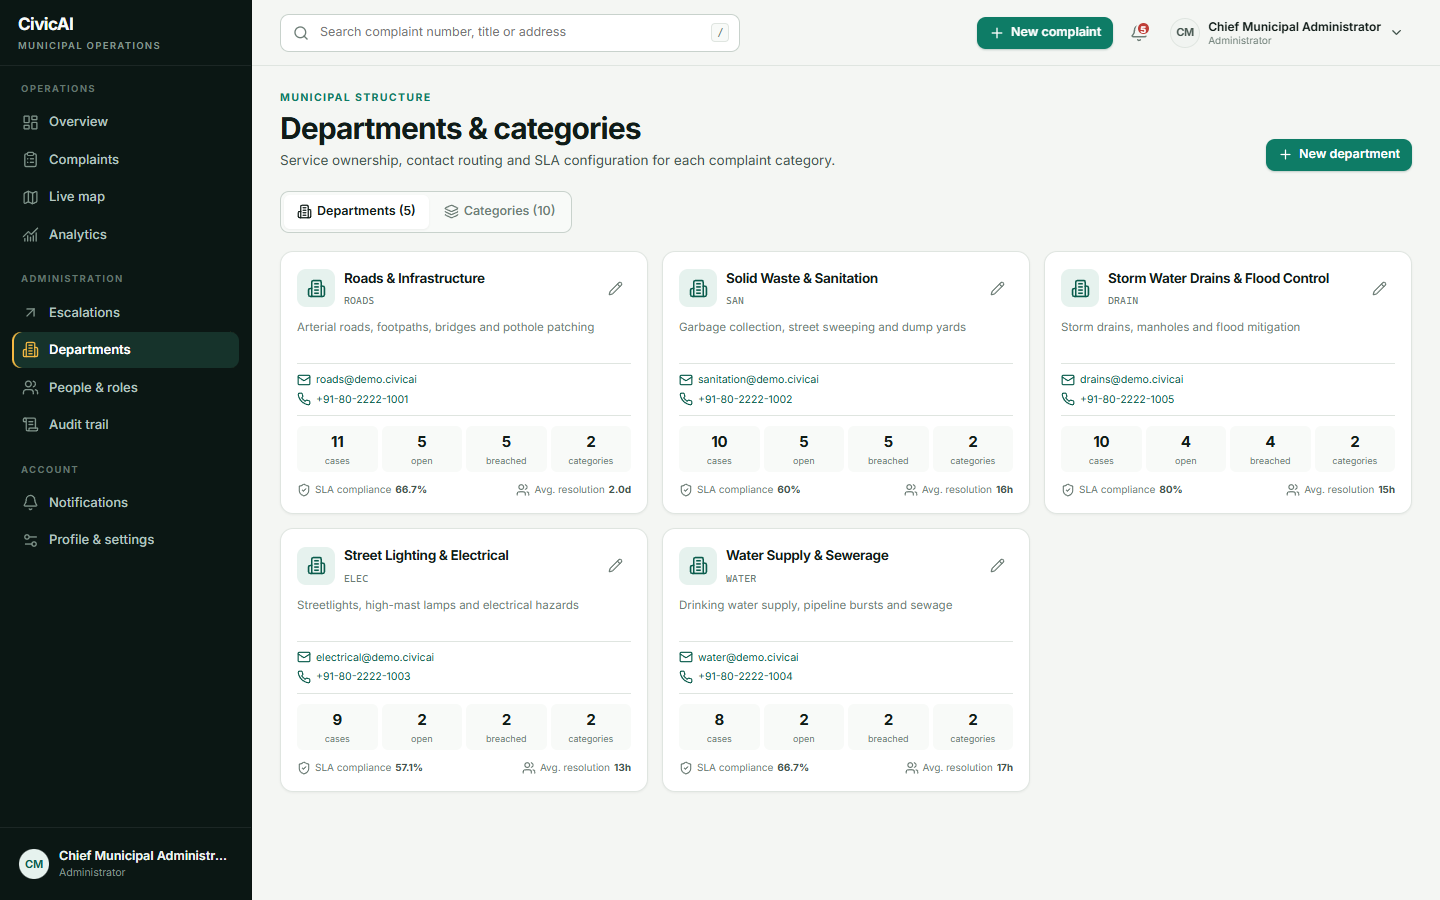 CivicAI
MUNICIPAL OPERATIONS
OPERATIONS
Overview
Complaints
Live map
Analytics
ADMINISTRATION
Escalations
Departments
People & roles
Audit trail
ACCOUNT
Notifications
Profile & settings
CM
Chief Municipal Administr...
Administrator
Search complaint number, title or address
/
New complaint
5
CM
Chief Municipal Administrator
Administrator
MUNICIPAL STRUCTURE
Departments & categories
Service ownership, contact routing and SLA configuration for each complaint category.
New department
Departments (5)
Categories (10)
Roads & Infrastructure
ROADS
Arterial roads, footpaths, bridges and pothole patching
roads@demo.civicai
+91-80-2222-1001
11 5 5 2
cases open breached categories
SLA compliance 66.7% Avg. resolution 2.0d
Solid Waste & Sanitation
SAN
Garbage collection, street sweeping and dump yards
sanitation@demo.civicai
+91-80-2222-1002
10 5 5 2
cases open breached categories
SLA compliance 60% Avg. resolution 16h
Storm Water Drains & Flood Control
DRAIN
Storm drains, manholes and flood mitigation
drains@demo.civicai
+91-80-2222-1005
10 4 4 2
cases open breached categories
SLA compliance 80% Avg. resolution 15h
Street Lighting & Electrical
ELEC
Streetlights, high-mast lamps and electrical hazards
electrical@demo.civicai
+91-80-2222-1003
9 2 2 2
cases open breached categories
SLA compliance 57.1% Avg. resolution 13h
Water Supply & Sewerage
WATER
Drinking water supply, pipeline bursts and sewage
water@demo.civicai
+91-80-2222-1004
8 2 2 2
cases open breached categories
SLA compliance 66.7% Avg. resolution 17h